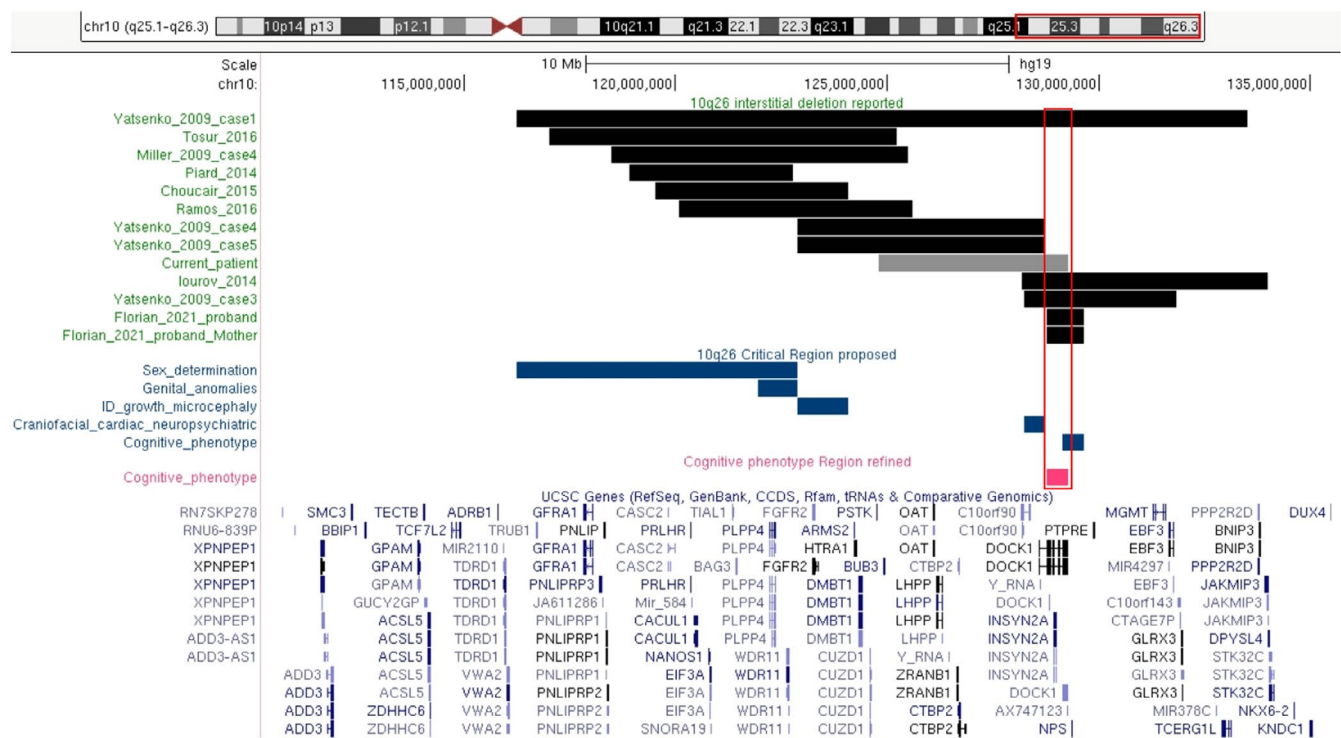 chr10 (q25.1-q26.3) 10p14 p13 p12.1 10q21.1 q21.3 22.1 22.3 q23.1 q25.1 25.3 q26.3
Scale 10 Mb hg19
chr10: 115,000,000 120,000,000 125,000,000 130,000,000 135,000,000
10q26 interstitial deletion reported
Yatsenko_2009_case1
Tosur_2016
Miller_2009_case4
Piard_2014
Choucair_2015
Ramos_2016
Yatsenko_2009_case4
Yatsenko_2009_case5
Current_patient
Iourov_2014
Yatsenko_2009_case3
Florian_2021_proband
Florian_2021_proband_Mother
10q26 Critical Region proposed
Sex_determination
Genital_anomalies
ID_growth_microcephaly
Craniofacial_cardiac_neuropsychiatric
Cognitive_phenotype
Cognitive phenotype Region refined
Cognitive_phenotype
UCSC Genes (RefSeq, GenBank, CCDS, Rfam, tRNAs & Comparative Genomics)
RN7SKP278 SMC3 TECTB ADRB1 GFRA1 CASC2 TIAL1 FGFR2 PSTK OAT C10orf90 MGMT PPP2R2D DUX4
RNU6-839P BBIP1 TCF7L2 TRUB1 PNLIP PRLHR PLPP4 ARMS2 OAT C10orf90 PTPRE EBF3 BNIP3
XPNPEP1 GPAM MIR2110 GFRA1 CASC2 PLPP4 HTRA1 OAT DOCK1 EBF3 BNIP3
XPNPEP1 GPAM TDRD1 GFRA1 CASC2 BAG3 FGFR2 BUB3 CTBP2 DOCK1 MIR4297 PPP2R2D
XPNPEP1 GPAM TDRD1 PNLIPRP3 PRLHR PLPP4 DMBT1 LHPP Y_RNA EBF3 JAKMIP3
XPNPEP1 GUCY2GP TDRD1 JA611286 Mir_584 PLPP4 DMBT1 LHPP DOCK1 C10orf143 JAKMIP3
XPNPEP1 ACSL5 TDRD1 PNLIPRP1 CACUL1 PLPP4 DMBT1 LHPP INSYN2A CTAGE7P JAKMIP3
ADD3-AS1 ACSL5 TDRD1 PNLIPRP1 CACUL1 PLPP4 DMBT1 LHPP INSYN2A GLRX3 DPYSL4
ADD3-AS1 ACSL5 TDRD1 PNLIPRP1 NANOS1 WDR11 CUZD1 Y_RNA INSYN2A GLRX3 STK32C
ADD3 ACSL5 VWA2 PNLIPRP2 EIF3A WDR11 CUZD1 ZRANB1 INSYN2A GLRX3 STK32C
ADD3 ACSL5 VWA2 PNLIPRP2 EIF3A WDR11 CUZD1 ZRANB1 DOCK1 GLRX3 STK32C
ADD3 ZDHHC6 VWA2 PNLIPRP2 EIF3A WDR11 CUZD1 CTBP2 AX747123 MIR378C NKX6-2
ADD3 ZDHHC6 VWA2 PNLIPRP2 SNORA19 WDR11 CUZD1 CTBP2 NPS TCERG1L KNDC1